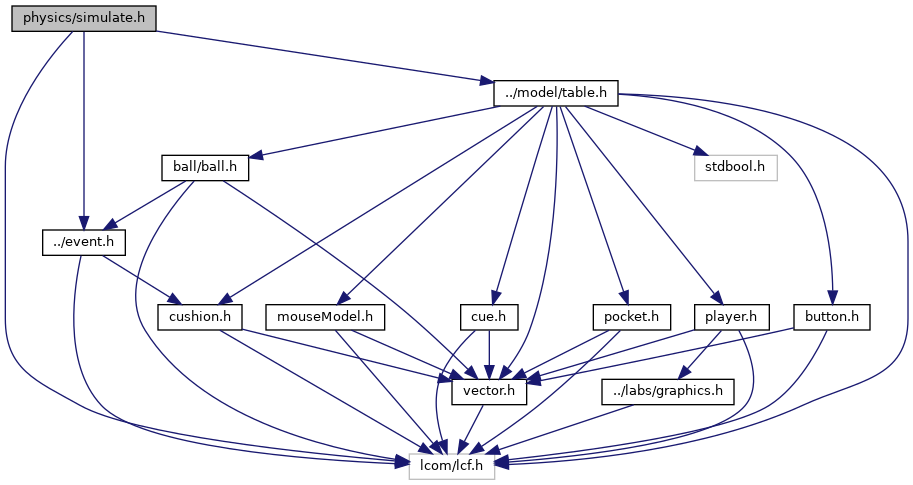 physics/simulate.h
../model/table.h
ball/ball.h
stdbool.h
../event.h
cushion.h
mouseModel.h
cue.h
pocket.h
player.h
button.h
vector.h
../labs/graphics.h
lcom/lcf.h